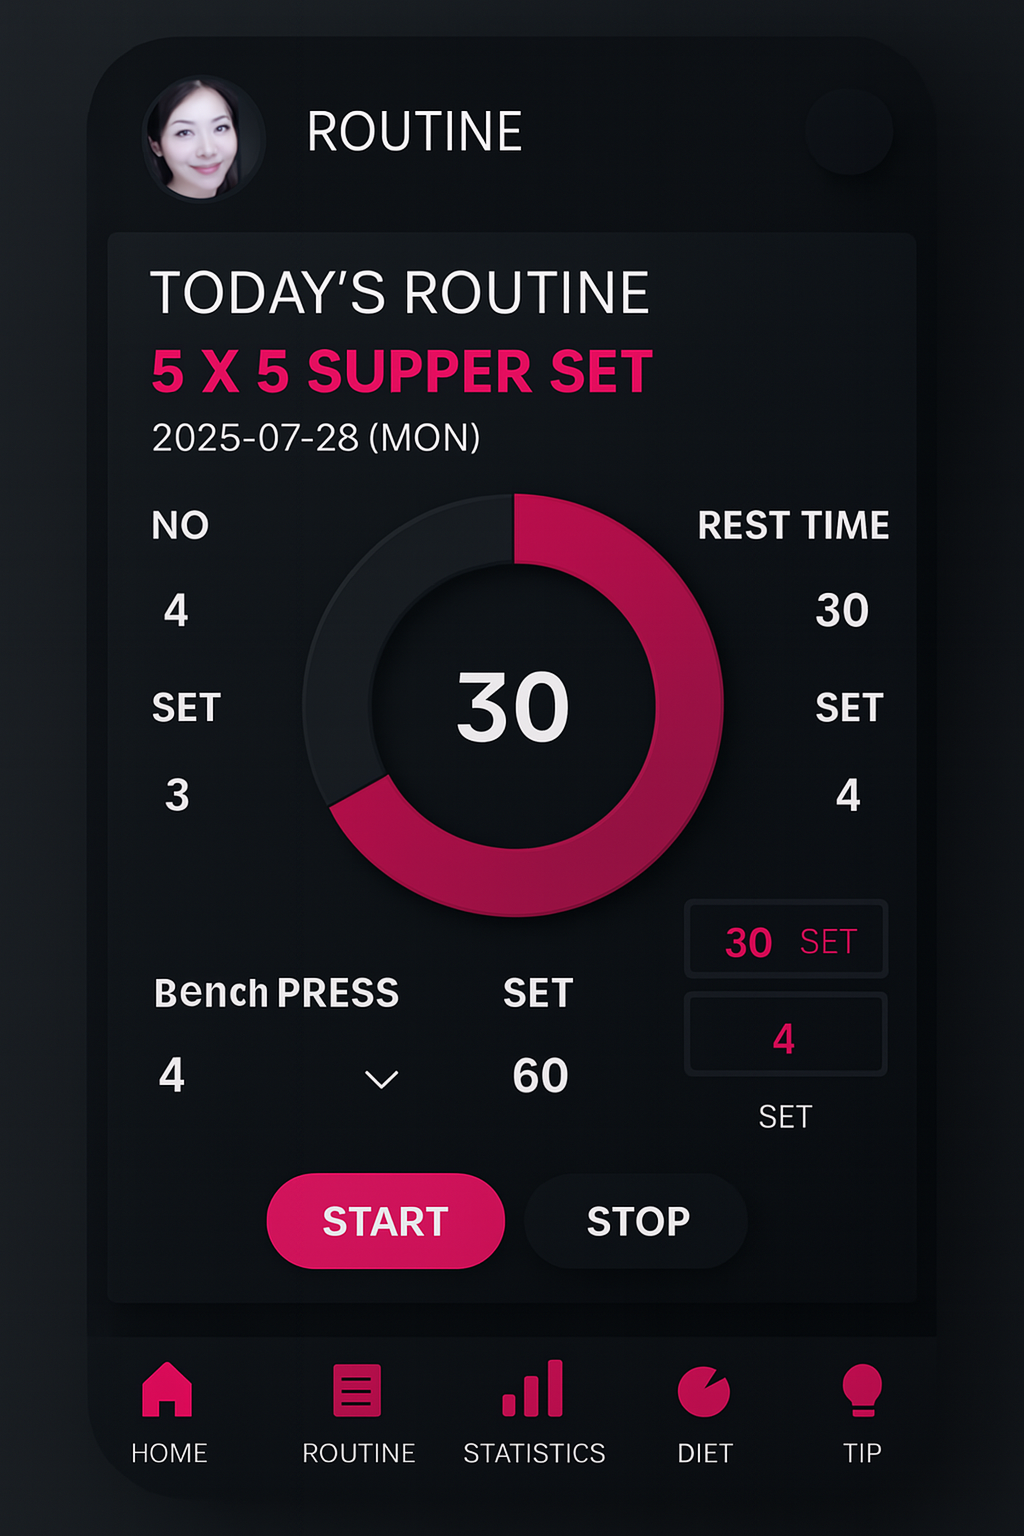 ROUTINE
TODAY'S ROUTINE
5 X 5 SUPPER SET
2025-07-28 (MON)
NO
REST TIME
4
30
30
SET
SET
3
4
30 SET
Bench PRESS
SET
4
4
60
SET
START
STOP
HOME
ROUTINE
STATISTICS
DIET
TIP